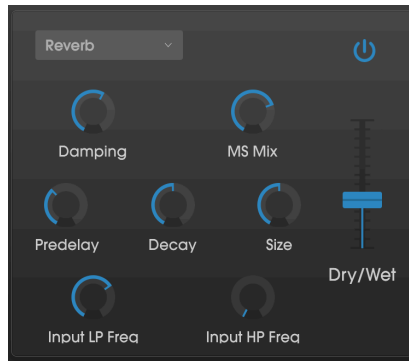 Reverb
Damping MS Mix
Predelay Decay Size
Dry/Wet
Input LP Freq Input HP Freq